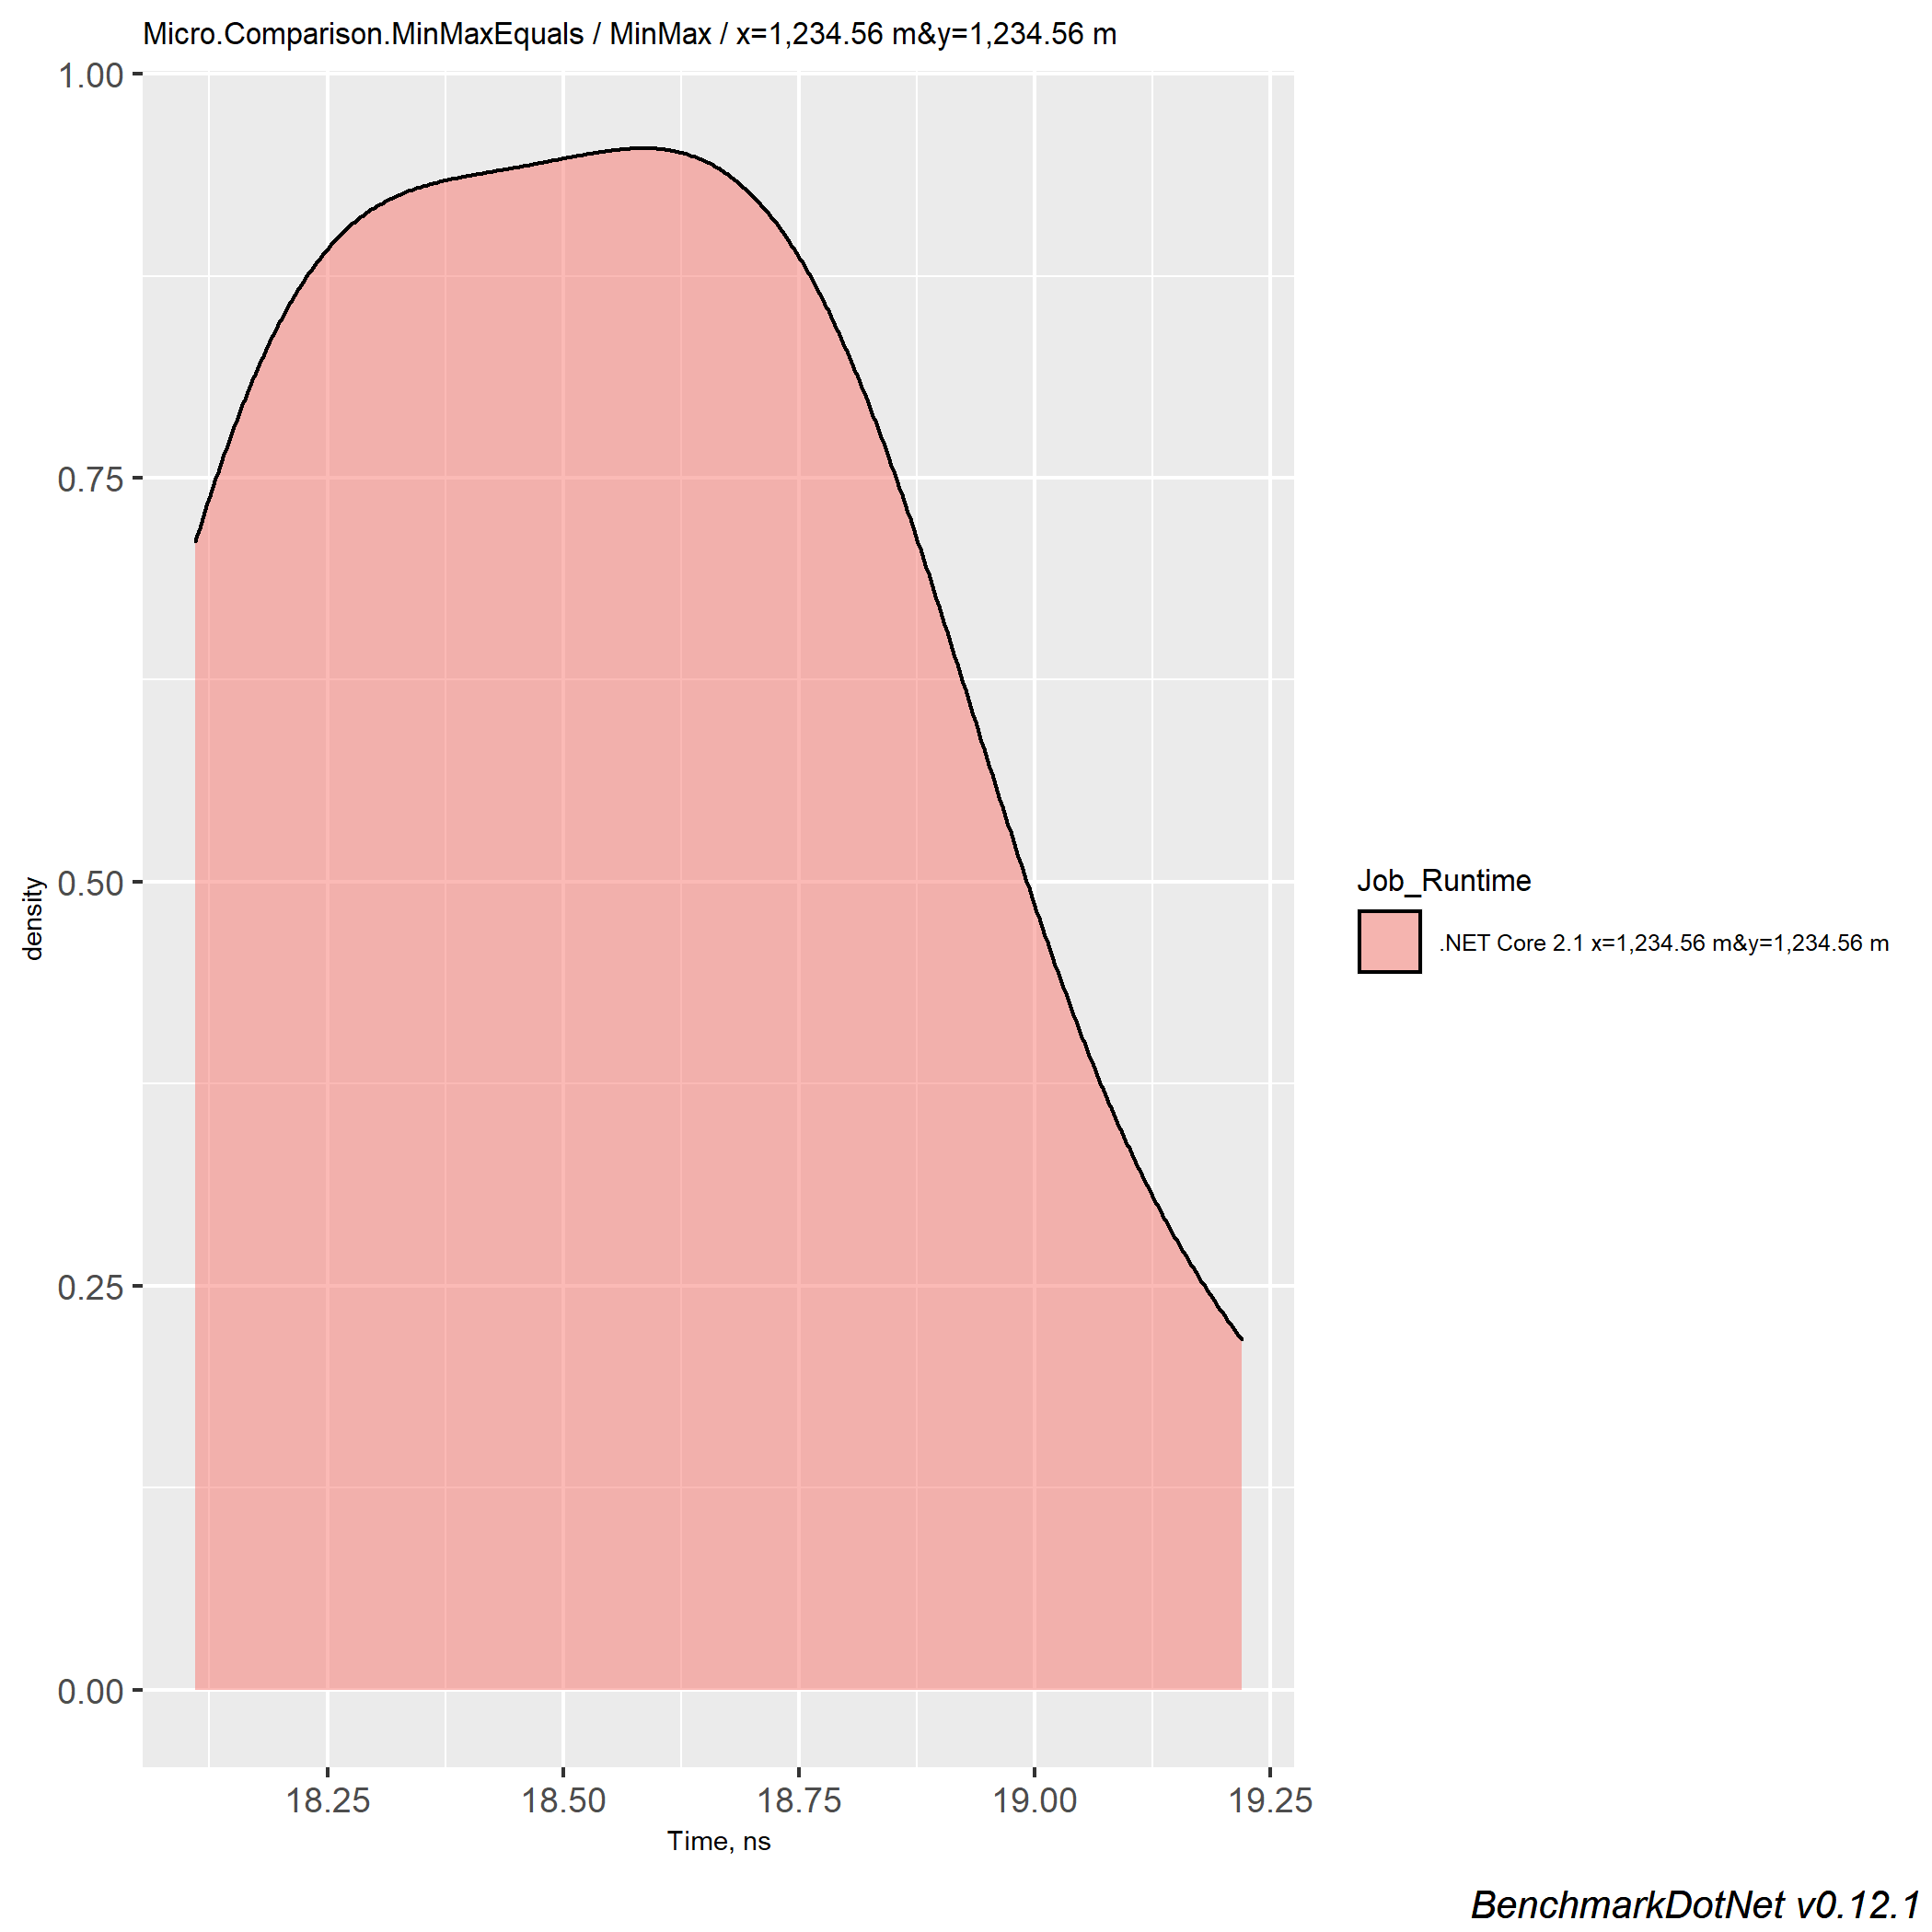 Micro.Comparison.MinMaxEquals / MinMax / x=1,234.56 m&y=1,234.56 m
1.00
0.75
0.50
0.25
0.00
density
18.25 18.50 18.75 19.00 19.25
Time, ns
Job_Runtime
.NET Core 2.1 x=1,234.56 m&y=1,234.56 m
BenchmarkDotNet v0.12.1